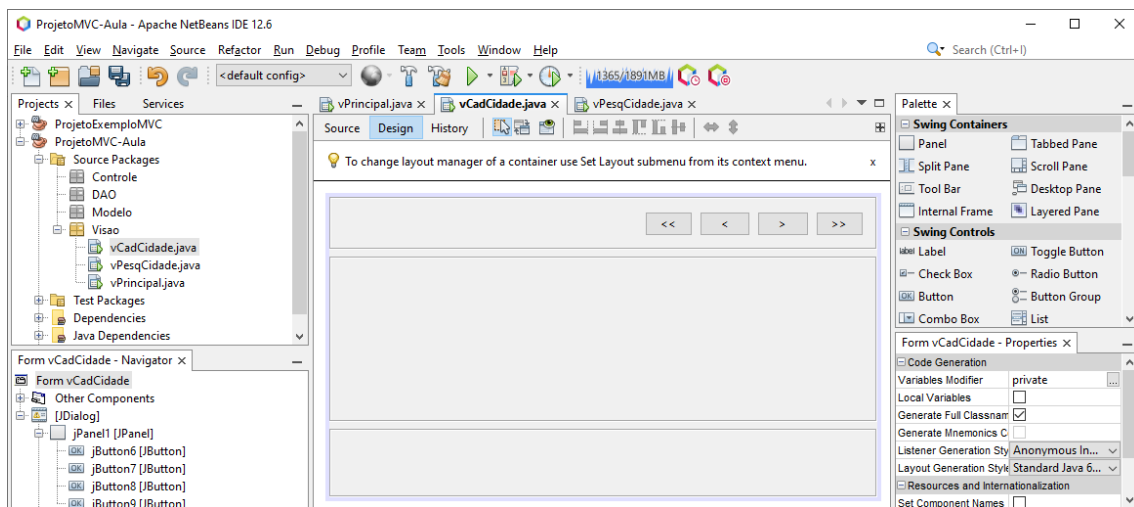 ProjetoMVC-Aula - Apache NetBeans IDE 12.6
File Edit View Navigate Source Refactor Run Debug Profile Team Tools Window Help
Search (Ctrl+I)
<default config>
1365/1891MB
Projects Files Services
ProjetoExemploMVC
ProjetoMVC-Aula
Source Packages
Controle
DAO
Modelo
Visao
vCadCidade.java
vPesqCidade.java
vPrincipal.java
Test Packages
Dependencies
Java Dependencies
Form vCadCidade - Navigator
Form vCadCidade
Other Components
[JDialog]
jPanel1 [JPanel]
OK jButton6 [JButton]
OK jButton7 [JButton]
OK jButton8 [JButton]
OK jButton9 [JButton]
vPrincipal.java vCadCidade.java vPesqCidade.java
Source Design History
To change layout manager of a container use Set Layout submenu from its context menu. x
<< < > >>
Palette
Swing Containers
Panel Tabbed Pane
Split Pane Scroll Pane
Tool Bar Desktop Pane
Internal Frame Layered Pane
Swing Controls
label Label ON Toggle Button
Check Box Radio Button
OK Button Button Group
Combo Box List
Form vCadCidade - Properties
Code Generation
Variables Modifier private ...
Local Variables
Generate Full Classnam
Generate Mnemonics C
Listener Generation Sty Anonymous In...
Layout Generation Style Standard Java 6...
Resources and Internationalization
Set Component Names